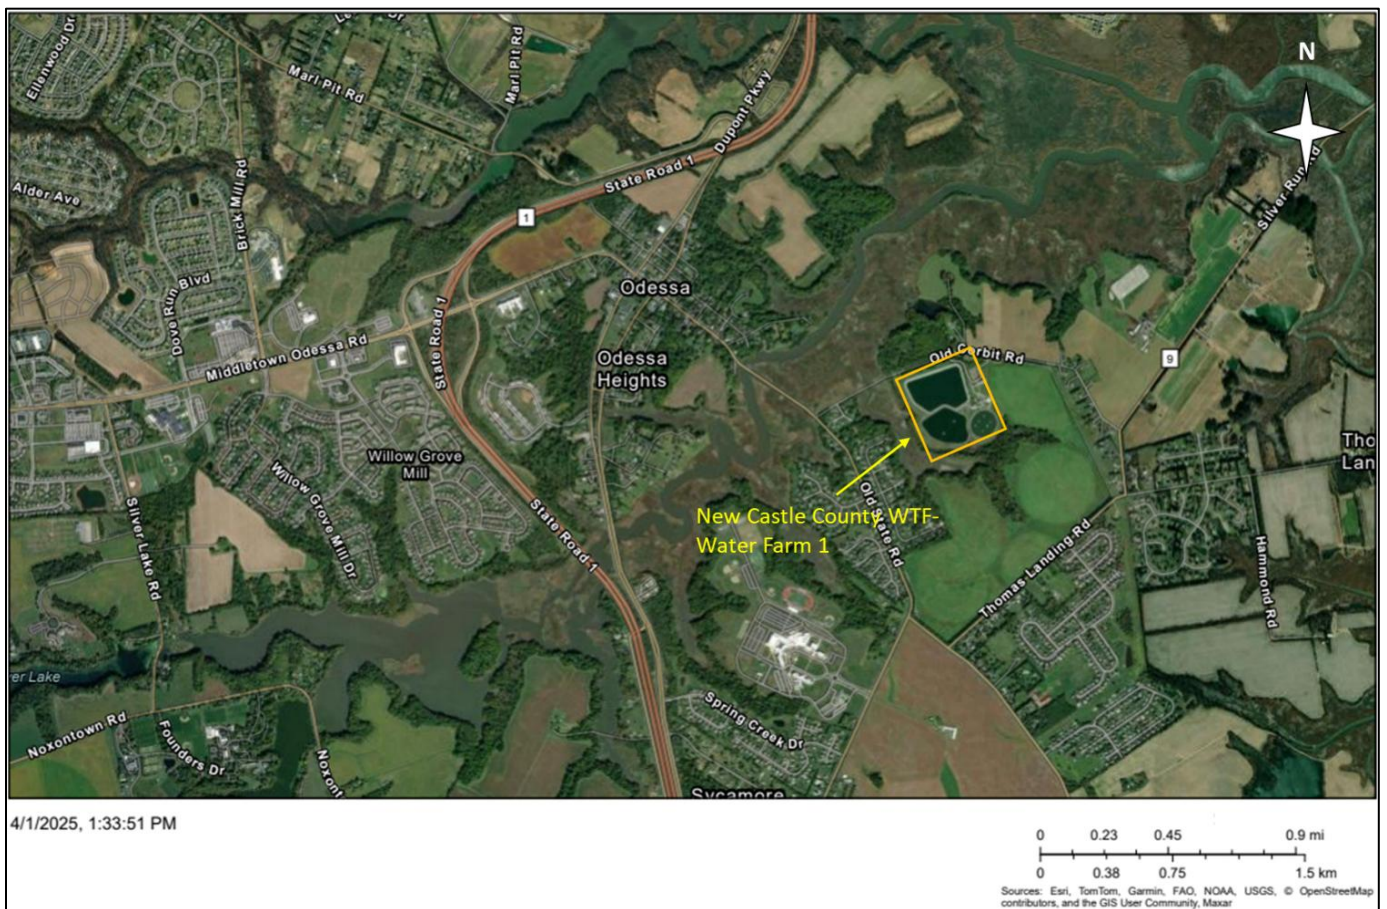 Ellenwood Dr
Marl Pit Rd
Marl Pit Rd
Dupont Pkwy
N
Alder Ave
Brick Mill Rd
State Road 1
1
Silver Run Rd
Dove Run Blvd
Odessa
State Road 1
Middletown Odessa Rd
Odessa
Heights
Old Corbit Rd
9
Willow Grove
Mill
Willow Grove Mill Dr
Silver Lake Rd
State Road 1
New Castle County WTF-
Water Farm 1
Old State Rd
Thomas Landing Rd
Hammond Rd
Tho
Lan
er Lake
Noxontown Rd
Founders Dr
Noxont
Spring Creek Dr
Sycamore
4/1/2025, 1:33:51 PM
0 0.23 0.45 0.9 mi
0 0.38 0.75 1.5 km
Sources: Esri, TomTom, Garmin, FAO, NOAA, USGS, © OpenStreetMap
contributors, and the GIS User Community, Maxar